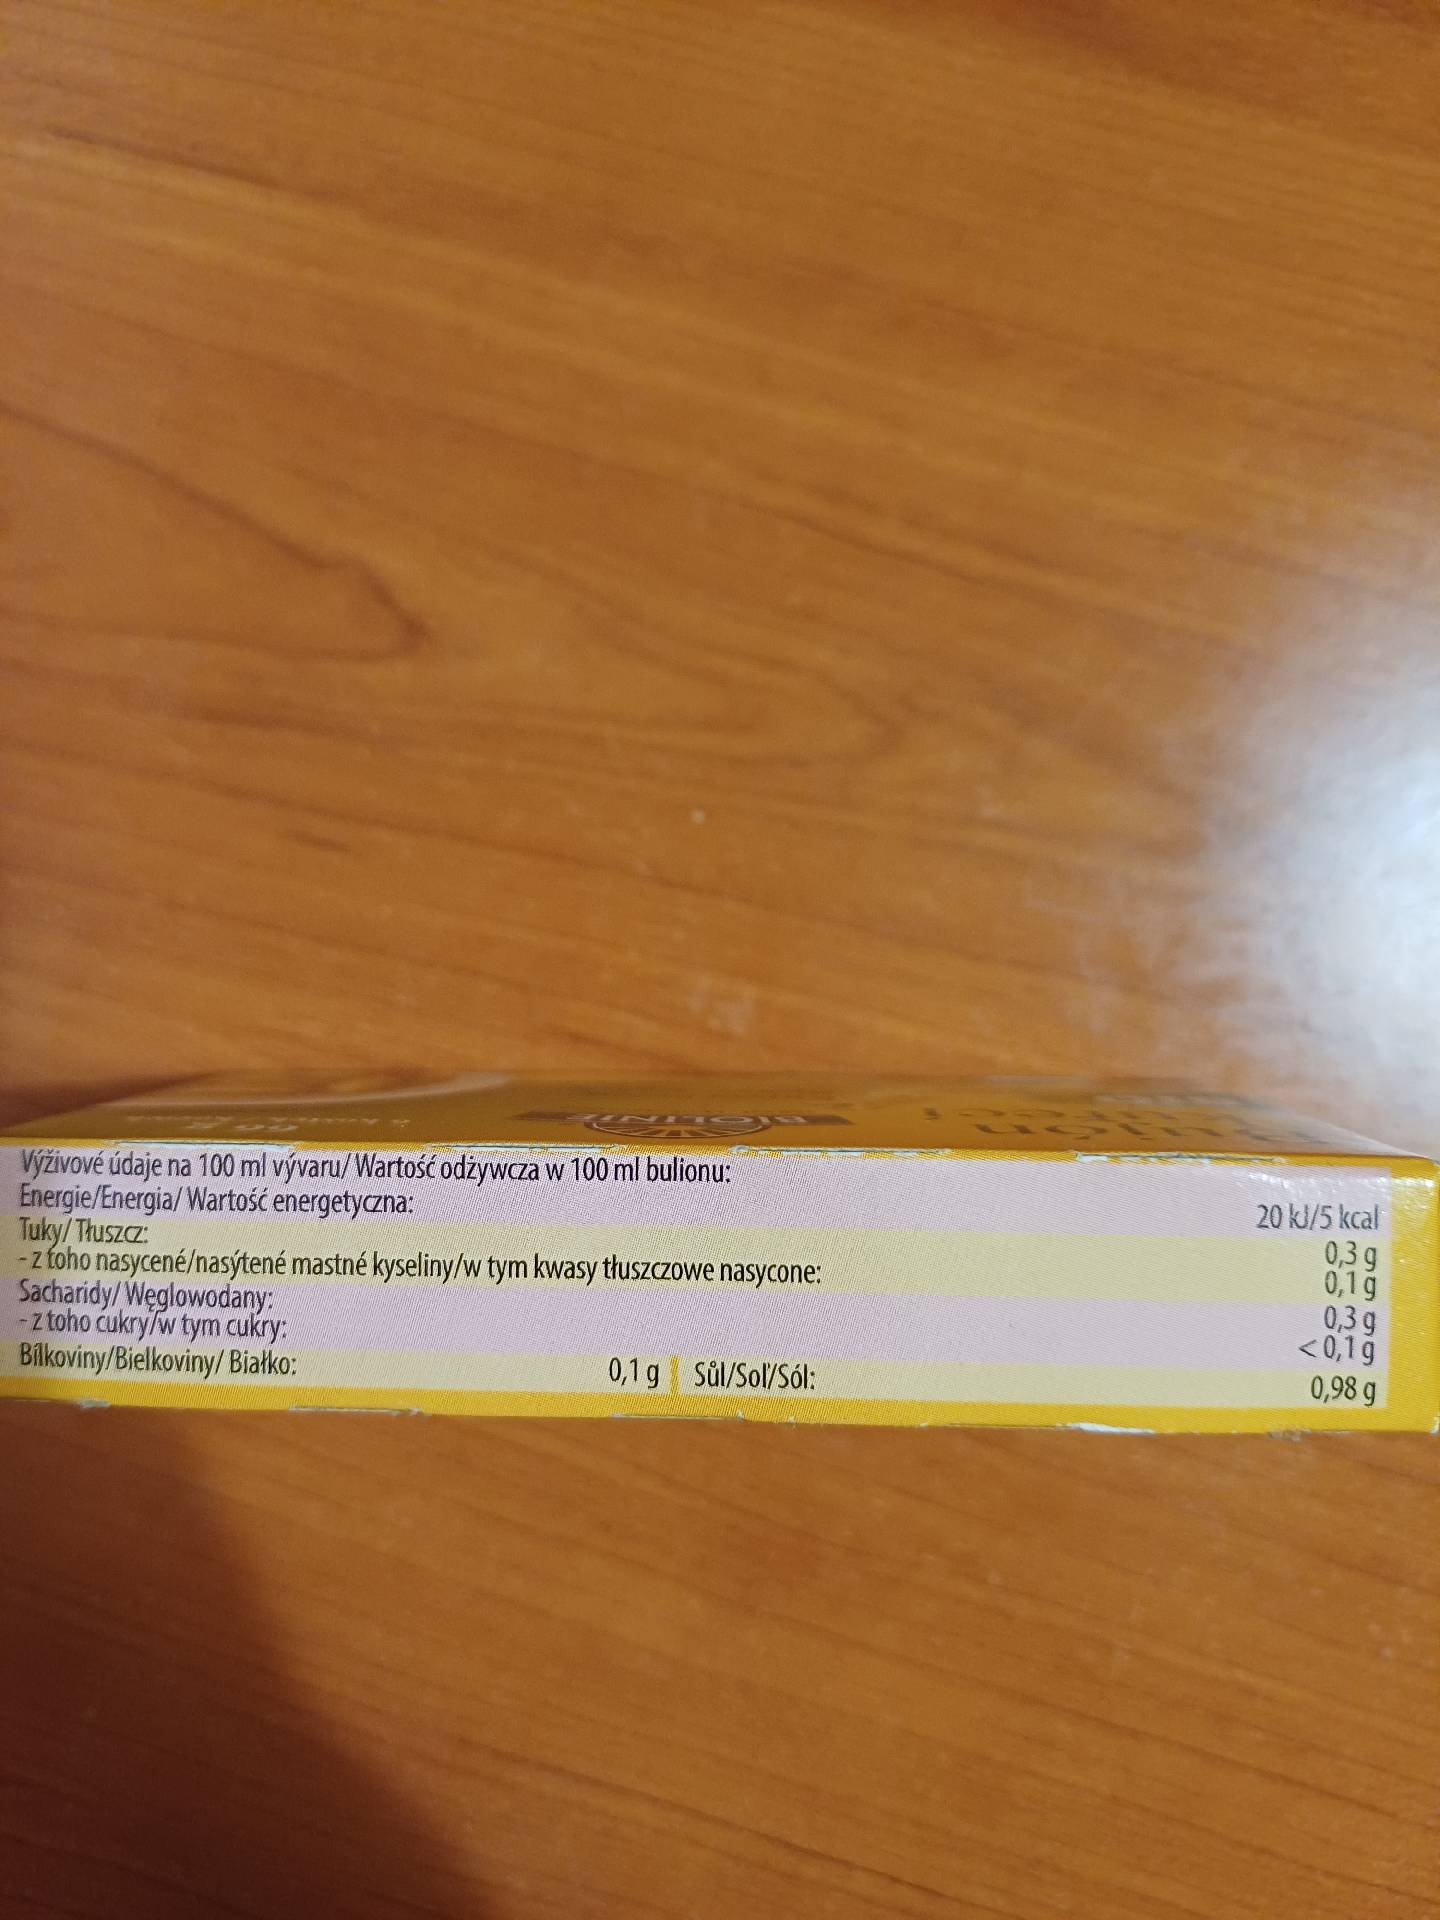 BIOLINIE
66 g
Výživové údaje na 100 ml vývaru/ Wartość odżywcza w 100 ml bulionu:
Energie/Energia/ Wartość energetyczna: 20 kJ/5 kcal
Tuky/ Tłuszcz: 0,3 g
- z toho nasycené/nasýtené mastné kyseliny/w tym kwasy tłuszczowe nasycone: 0,1 g
Sacharidy/ Węglowodany: 0,3 g
- z toho cukry/w tym cukry: < 0,1 g
Bílkoviny/Bielkoviny/ Białko: 0,1 g Sůl/Soľ/Sól: 0,98 g